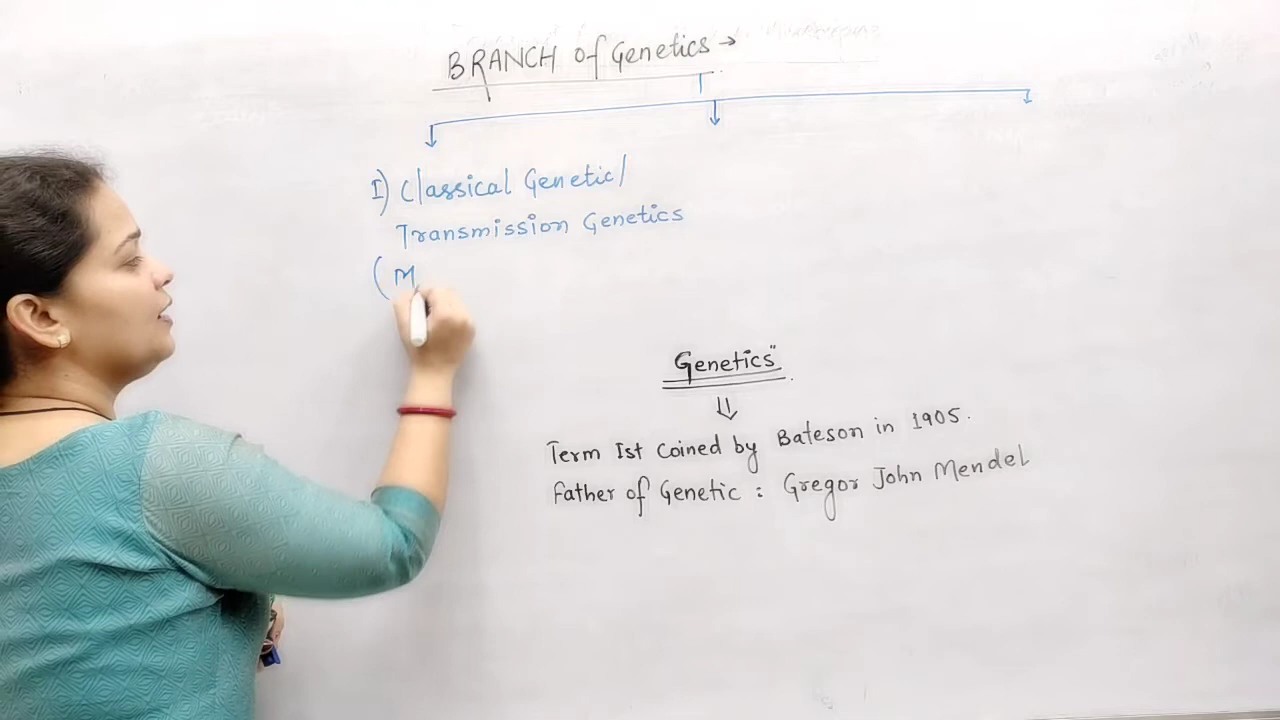 BRANCH of Genetics →
I) Classical Genetic/
Transmission Genetics
(M
Genetics"
⇓
Term Ist Coined by Bateson in 1905.
Father of Genetic : Gregor John Mendel